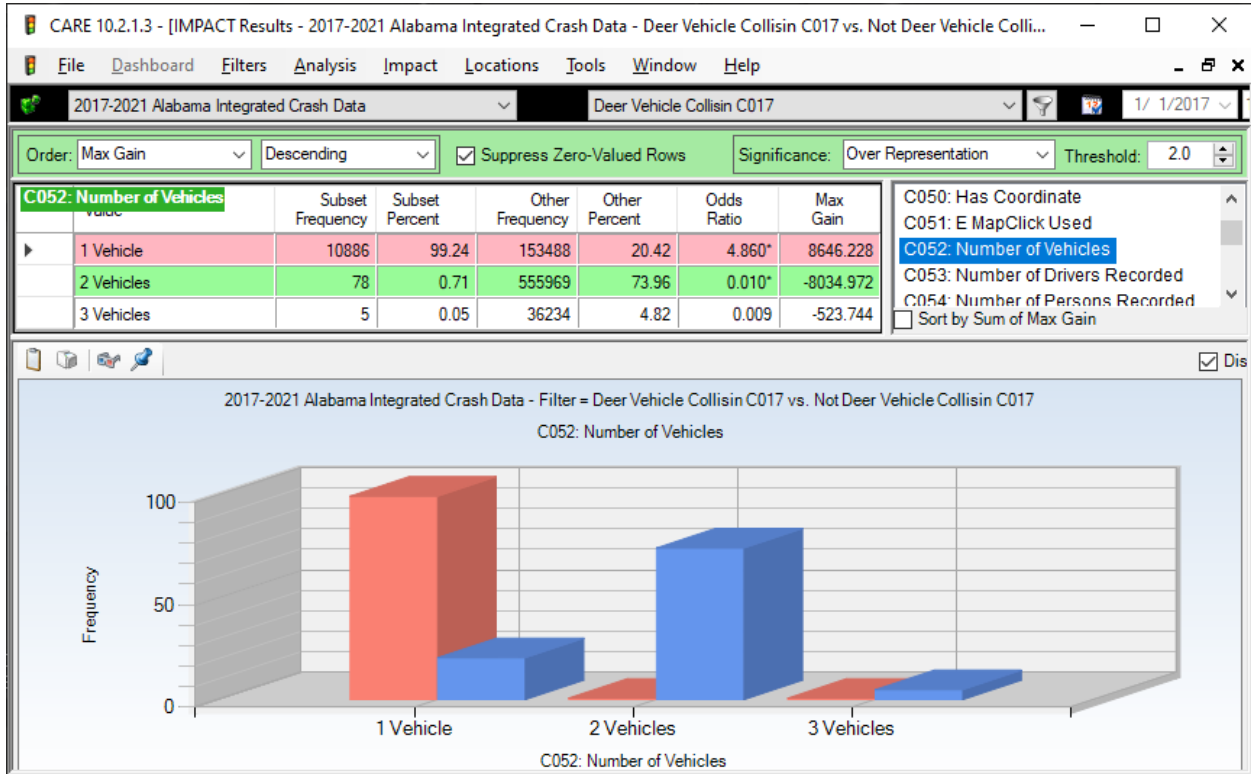 CARE 10.2.1.3 - [IMPACT Results - 2017-2021 Alabama Integrated Crash Data - Deer Vehicle Collisin C017 vs. Not Deer Vehicle Colli...
File Dashboard Filters Analysis Impact Locations Tools Window Help
2017-2021 Alabama Integrated Crash Data Deer Vehicle Collisin C017 1/ 1/2017
Order: Max Gain Descending Suppress Zero-Valued Rows Significance: Over Representation Threshold: 2.0
C052: Number of Vehicles Subset Frequency Subset Percent Other Frequency Other Percent Odds Ratio Max Gain
1 Vehicle 10886 99.24 153488 20.42 4.860* 8646.228
2 Vehicles 78 0.71 555969 73.96 0.010* -8034.972
3 Vehicles 5 0.05 36234 4.82 0.009 -523.744
C050: Has Coordinate
C051: E MapClick Used
C052: Number of Vehicles
C053: Number of Drivers Recorded
C054: Number of Persons Recorded
Sort by Sum of Max Gain
Dis
2017-2021 Alabama Integrated Crash Data - Filter = Deer Vehicle Collisin C017 vs. Not Deer Vehicle Collisin C017
C052: Number of Vehicles
Frequency
100
50
0
1 Vehicle 2 Vehicles 3 Vehicles
C052: Number of Vehicles